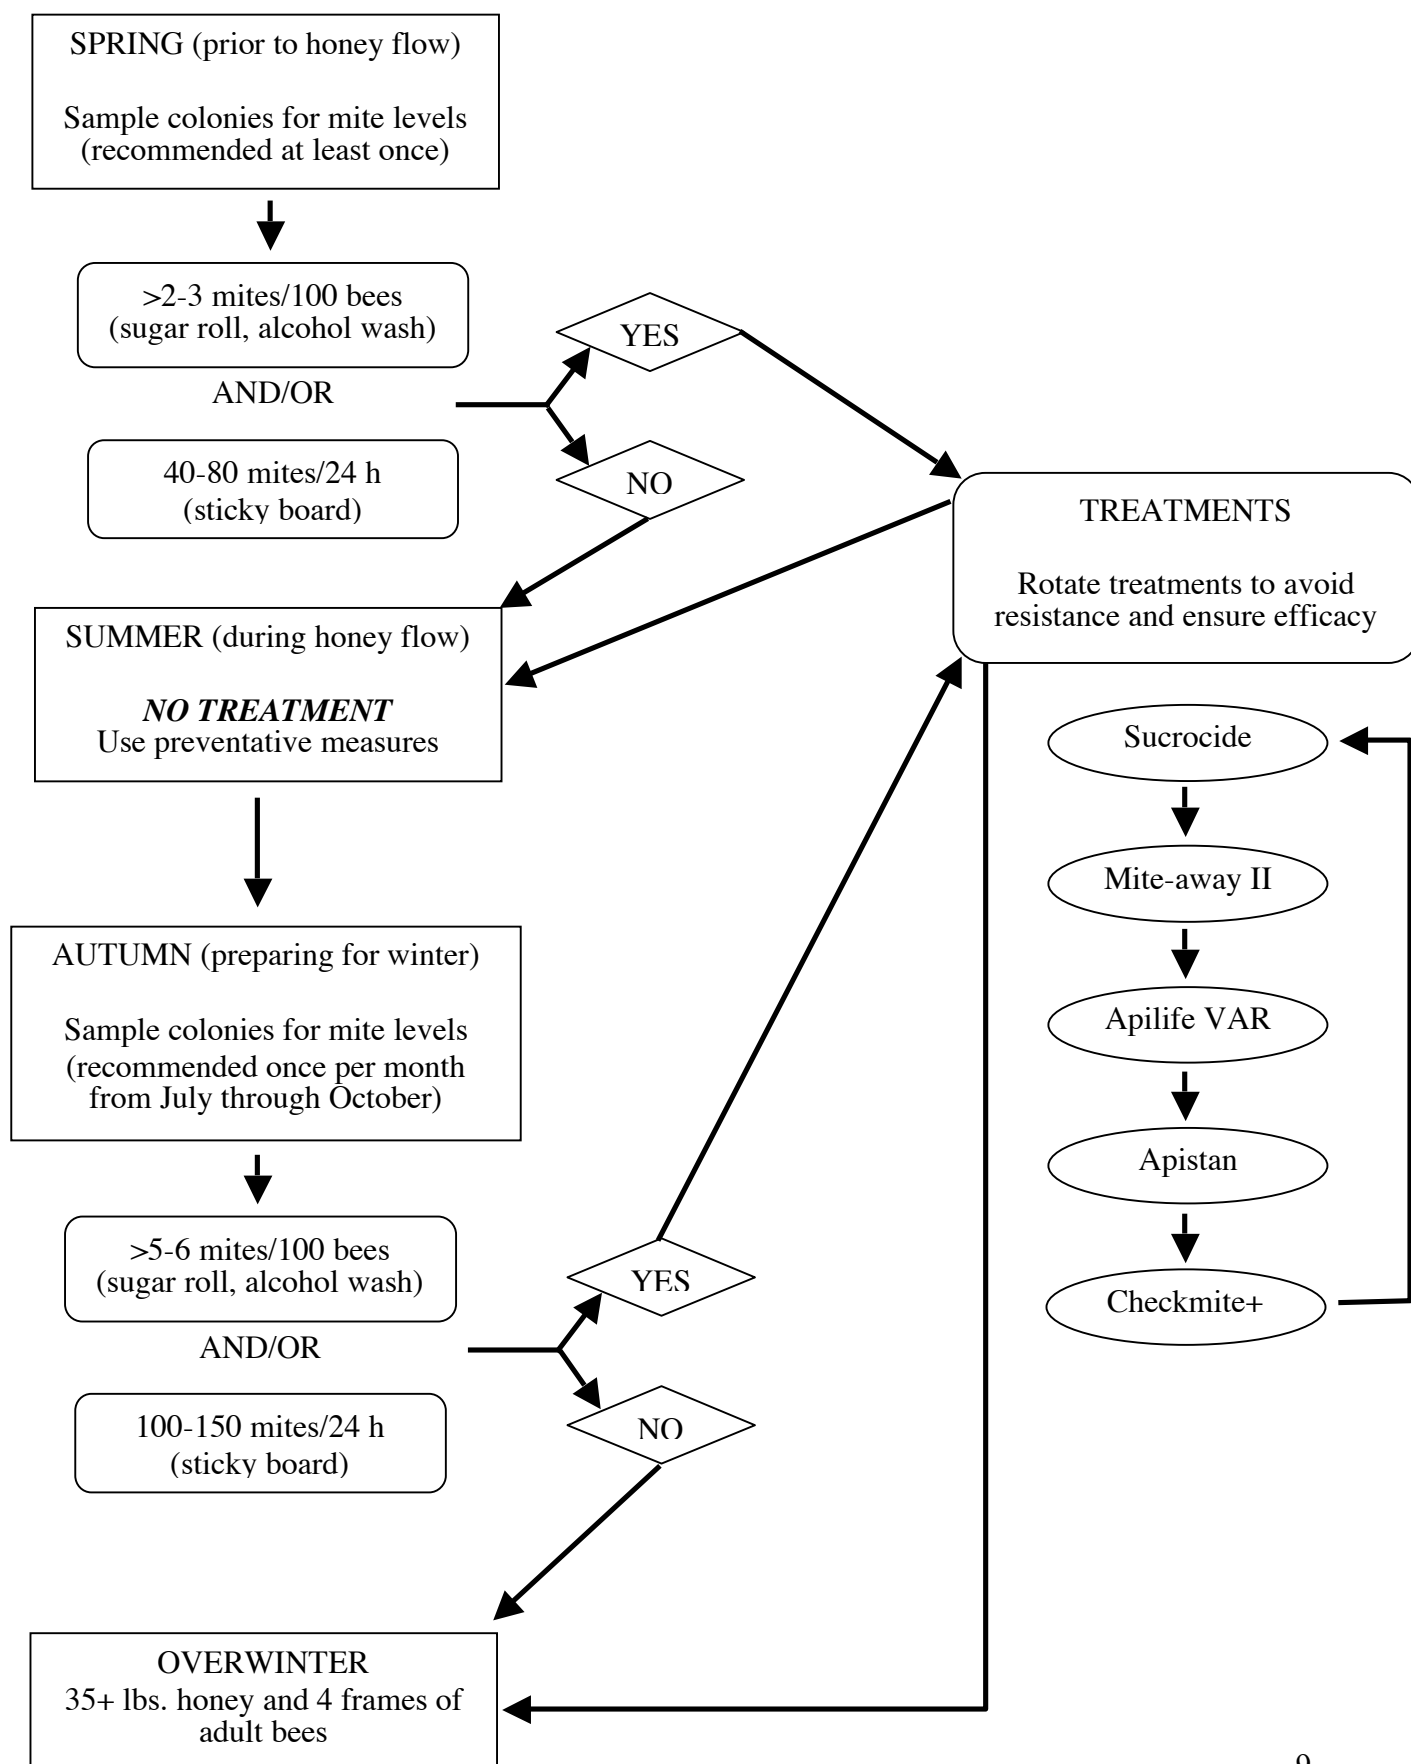 SPRING (prior to honey flow)
Sample colonies for mite levels
(recommended at least once)
>2-3 mites/100 bees
(sugar roll, alcohol wash)
AND/OR
40-80 mites/24 h
(sticky board)
YES
NO
SUMMER (during honey flow)
NO TREATMENT
Use preventative measures
AUTUMN (preparing for winter)
Sample colonies for mite levels
(recommended once per month
from July through October)
>5-6 mites/100 bees
(sugar roll, alcohol wash)
AND/OR
100-150 mites/24 h
(sticky board)
YES
NO
OVERWINTER
35+ lbs. honey and 4 frames of
adult bees
TREATMENTS
Rotate treatments to avoid
resistance and ensure efficacy
Sucrocide
Mite-away II
Apilife VAR
Apistan
Checkmite+
9